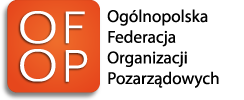 OF
OP
Ogólnopolska
Federacja
Organizacji
Pozarządowych